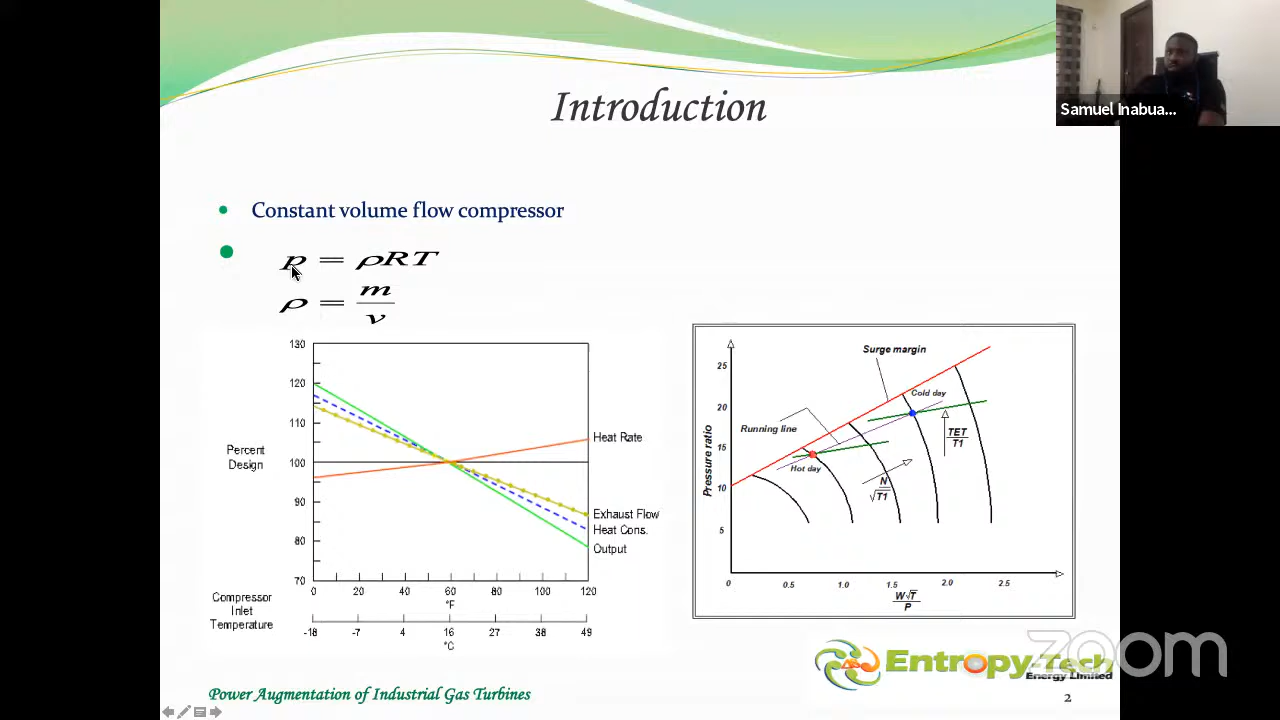 Samuel Inabua...
Introduction
• Constant volume flow compressor
• p = ρRT
ρ = m/v
130
120
110
100
90
80
70
Percent
Design
Heat Rate
Exhaust Flow
Heat Cons.
Output
0 20 40 60 80 100 120
°F
Compressor
Inlet
Temperature
-18 -7 4 16 27 38 49
°C
Surge margin
25
20
15
10
5
Pressure ratio
Cold day
Running line
Hot day
TET
T1
N
√T1
0 0.5 1.0 1.5 2.0 2.5
W√T
P
Entropy-Tech
Energy Limited
zoom
Power Augmentation of Industrial Gas Turbines
2